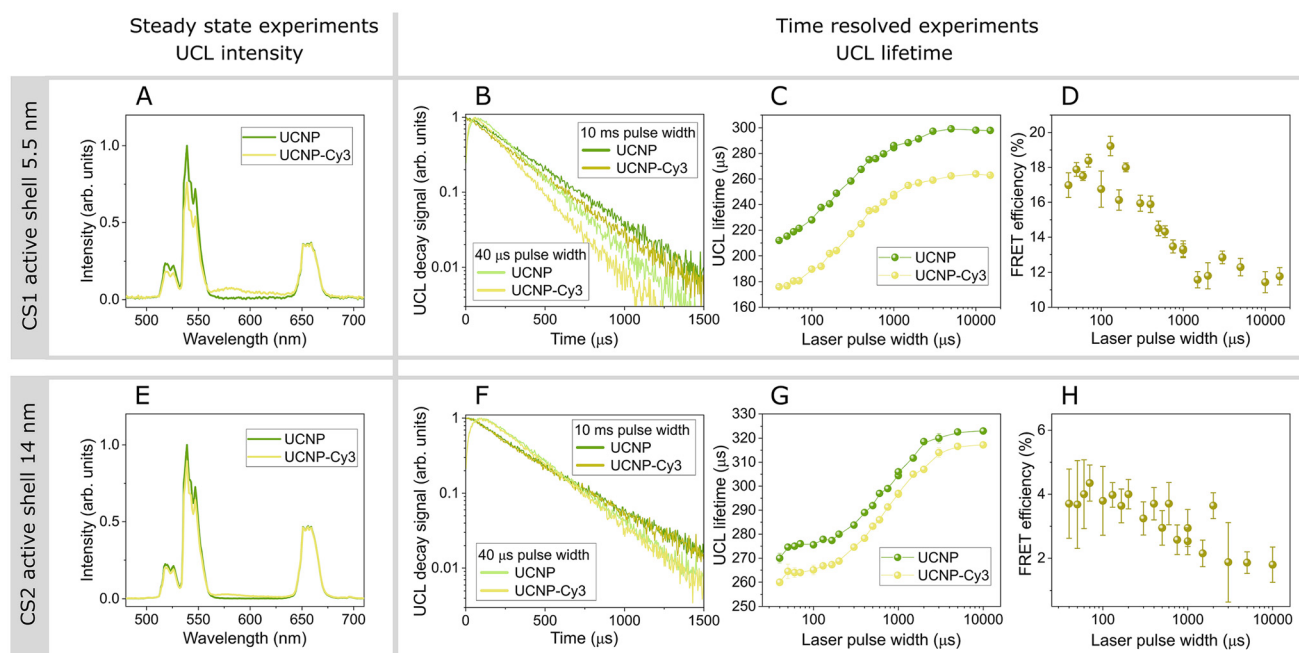 Steady state experiments
UCL intensity
Time resolved experiments
UCL lifetime
CS1 active shell 5.5 nm
A
UCNP
UCNP-Cy3
Intensity (arb. units)
1.0
0.5
0.0
500
550
600
650
700
Wavelength (nm)
B
10 ms pulse width
UCNP
UCNP-Cy3
40 μs pulse width
UCNP
UCNP-Cy3
UCL decay signal (arb. units)
1
0.1
0.01
0
500
1000
1500
Time (μs)
C
UCL lifetime (μs)
300
280
260
240
220
200
180
160
UCNP
UCNP-Cy3
100
1000
10000
Laser pulse width (μs)
D
FRET efficiency (%)
20
18
16
14
12
10
100
1000
10000
Laser pulse width (μs)
CS2 active shell 14 nm
E
UCNP
UCNP-Cy3
Intensity (arb. units)
1.0
0.5
0.0
500
550
600
650
700
Wavelength (nm)
F
10 ms pulse width
UCNP
UCNP-Cy3
40 μs pulse width
UCNP
UCNP-Cy3
UCL decay signal (arb. units)
1
0.1
0.01
0
500
1000
1500
Time (μs)
G
UCL lifetime (μs)
330
320
310
300
290
280
270
260
250
UCNP
UCNP-Cy3
100
1000
10000
Laser pulse width (μs)
H
FRET efficiency (%)
6
4
2
100
1000
10000
Laser pulse width (μs)